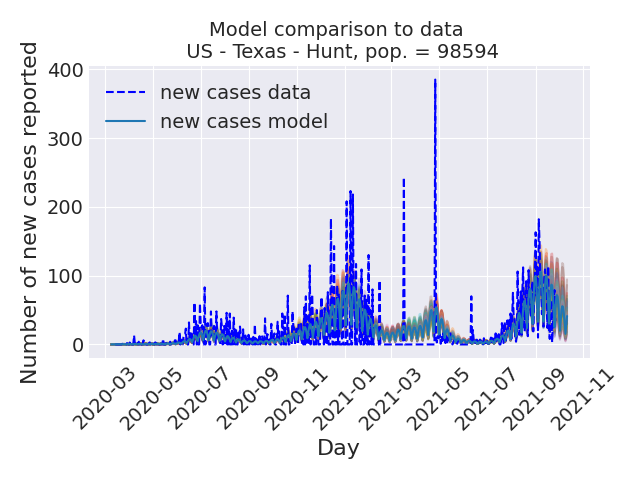 Model comparison to data
US - Texas - Hunt, pop. = 98594
Number of new cases reported
400
300
200
100
0
new cases data
new cases model
2020-03
2020-05
2020-07
2020-09
2020-11
2021-01
2021-03
2021-05
2021-07
2021-09
2021-11
Day